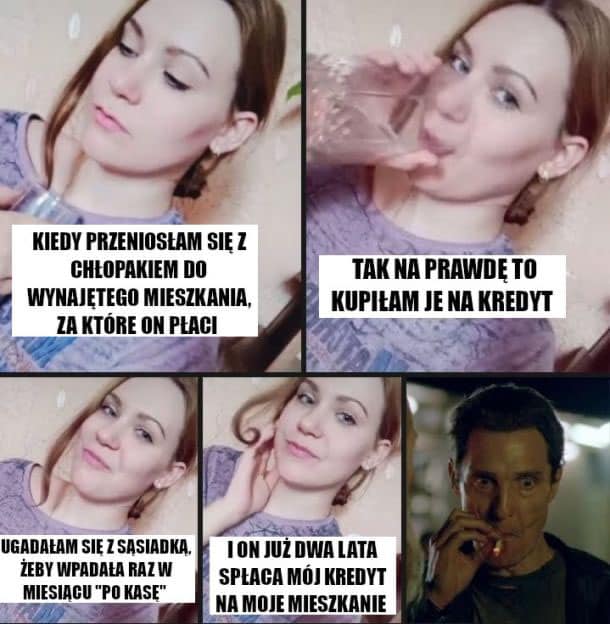 KIEDY PRZENIOSŁAM SIĘ Z
CHŁOPAKIEM DO
WYNAJĘTEGO MIESZKANIA,
ZA KTÓRE ON PŁACI
TAK NA PRAWDĘ TO
KUPIŁAM JE NA KREDYT
UGADAŁAM SIĘ Z SĄSIADKĄ,
ŻEBY WPADAŁA RAZ W
MIESIĄCU "PO KASĘ"
I ON JUŻ DWA LATA
SPŁACA MÓJ KREDYT
NA MOJE MIESZKANIE